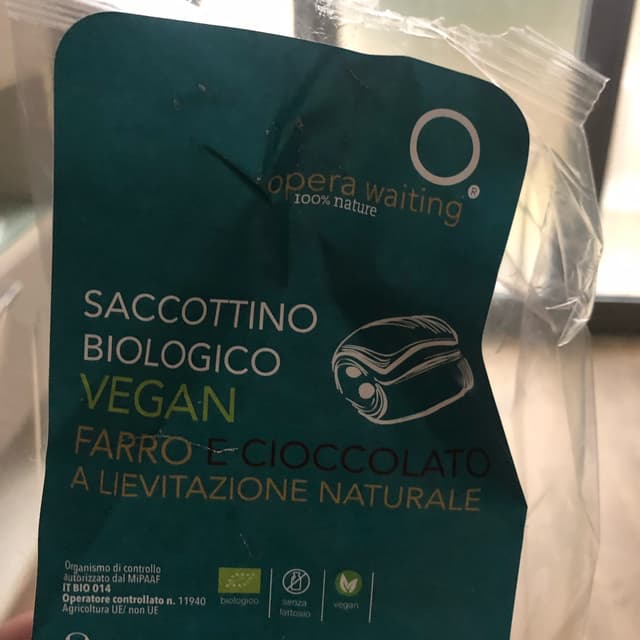 opera waiting ®
100% nature
SACCOTTINO
BIOLOGICO
VEGAN
FARRO E CIOCCOLATO
A LIEVITAZIONE NATURALE
Organismo di controllo
autorizzato dal MiPAAF
IT BIO 014
Operatore controllato n. 11940
Agricoltura UE/ non UE
biologico
senza
lattosio
vegan